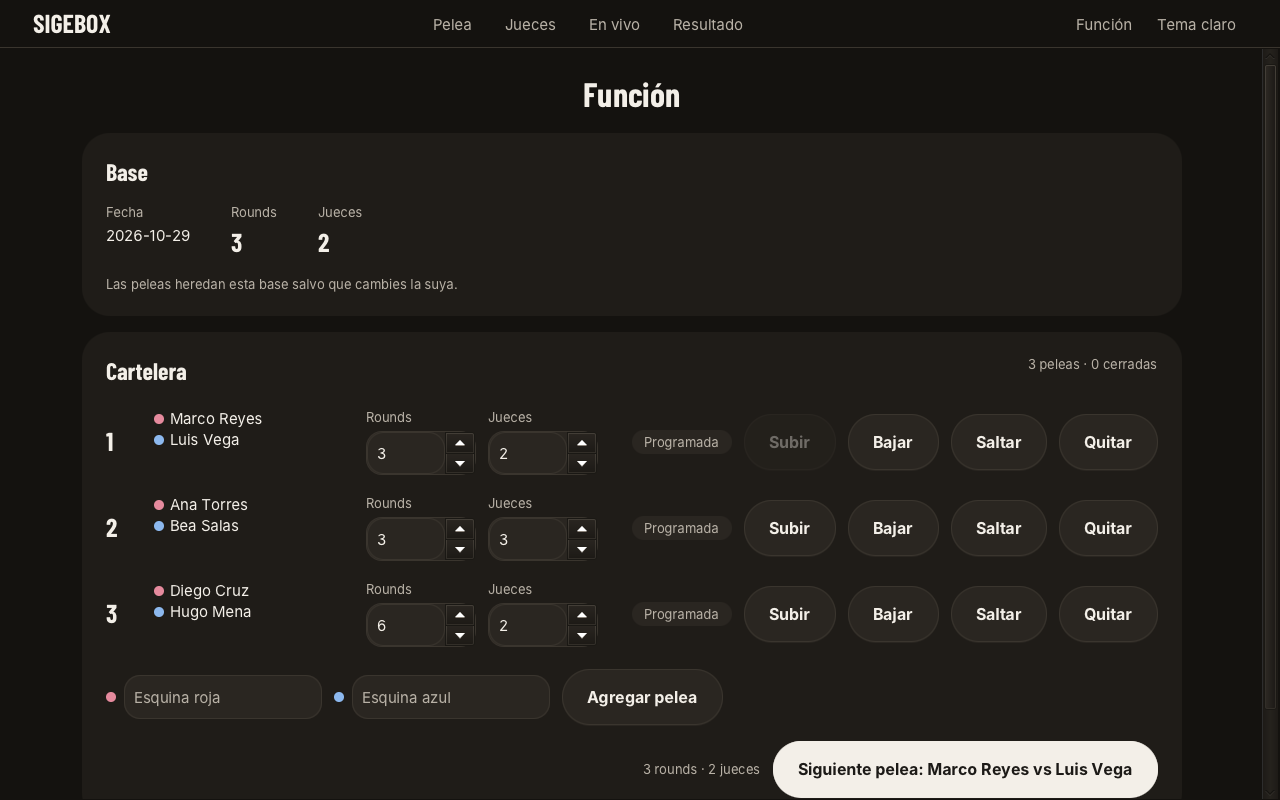 SIGEBOX
Pelea Jueces En vivo Resultado
Función Tema claro
Función
Base
Fecha Rounds Jueces
2026-10-29 3 2
Las peleas heredan esta base salvo que cambies la suya.
Cartelera
3 peleas · 0 cerradas
1
Marco Reyes
Luis Vega
Rounds Jueces
3 2
Programada Subir Bajar Saltar Quitar
2
Ana Torres
Bea Salas
Rounds Jueces
3 3
Programada Subir Bajar Saltar Quitar
3
Diego Cruz
Hugo Mena
Rounds Jueces
6 2
Programada Subir Bajar Saltar Quitar
Esquina roja Esquina azul Agregar pelea
3 rounds · 2 jueces Siguiente pelea: Marco Reyes vs Luis Vega